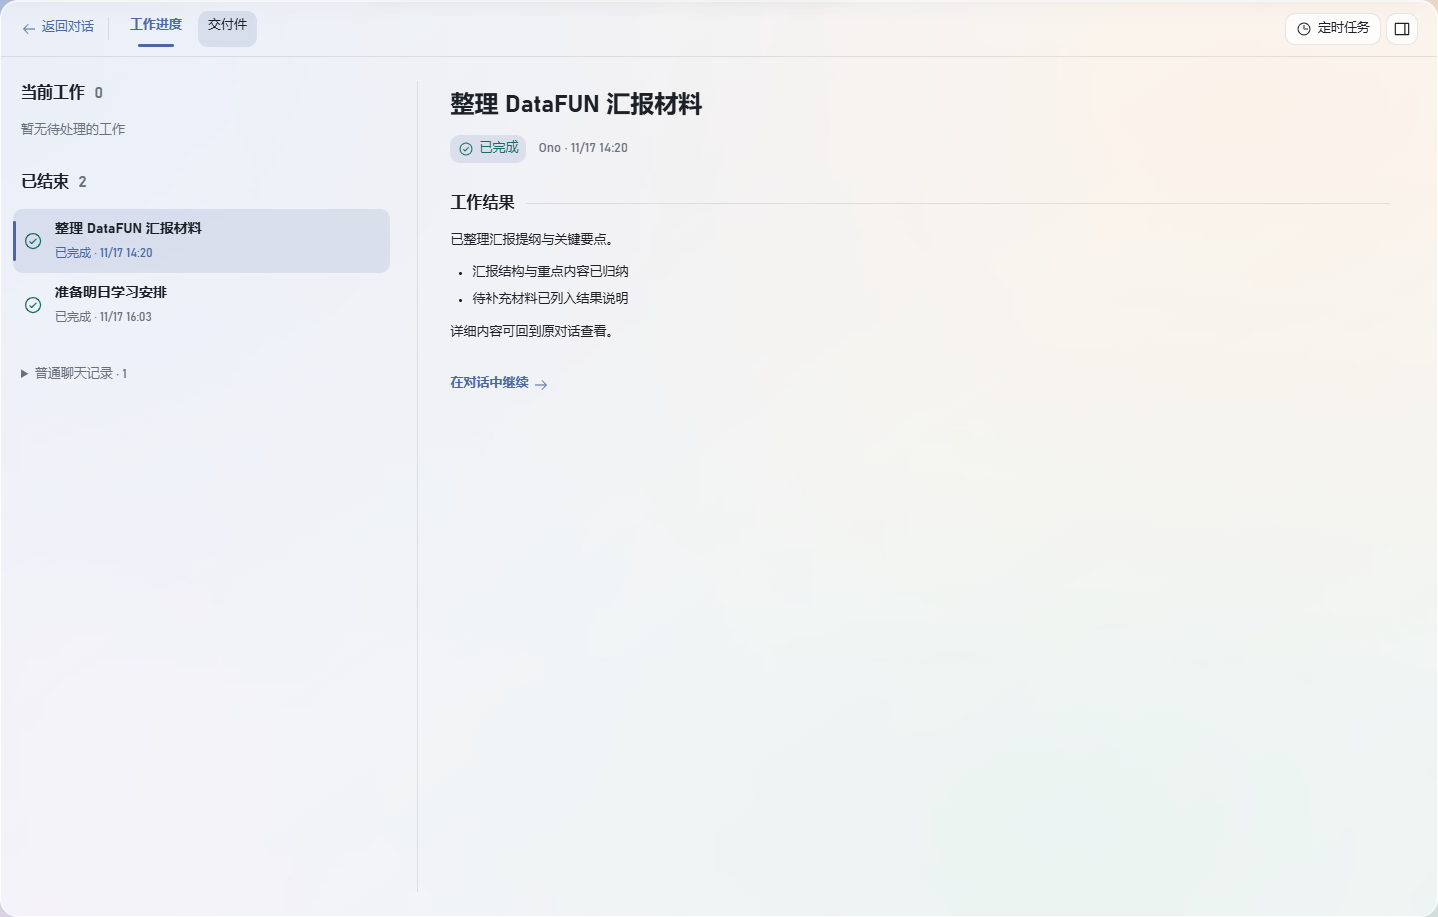 返回对话
工作进度
交付件
定时任务
当前工作 0
暂无待处理的工作
已结束 2
整理 DataFUN 汇报材料
已完成 · 11/17 14:20
准备明日学习安排
已完成 · 11/17 16:03
普通聊天记录 · 1
整理 DataFUN 汇报材料
已完成
Ono · 11/17 14:20
工作结果
已整理汇报提纲与关键要点。
• 汇报结构与重点内容已归纳
• 待补充材料已列入结果说明
详细内容可回到原对话查看。
在对话中继续